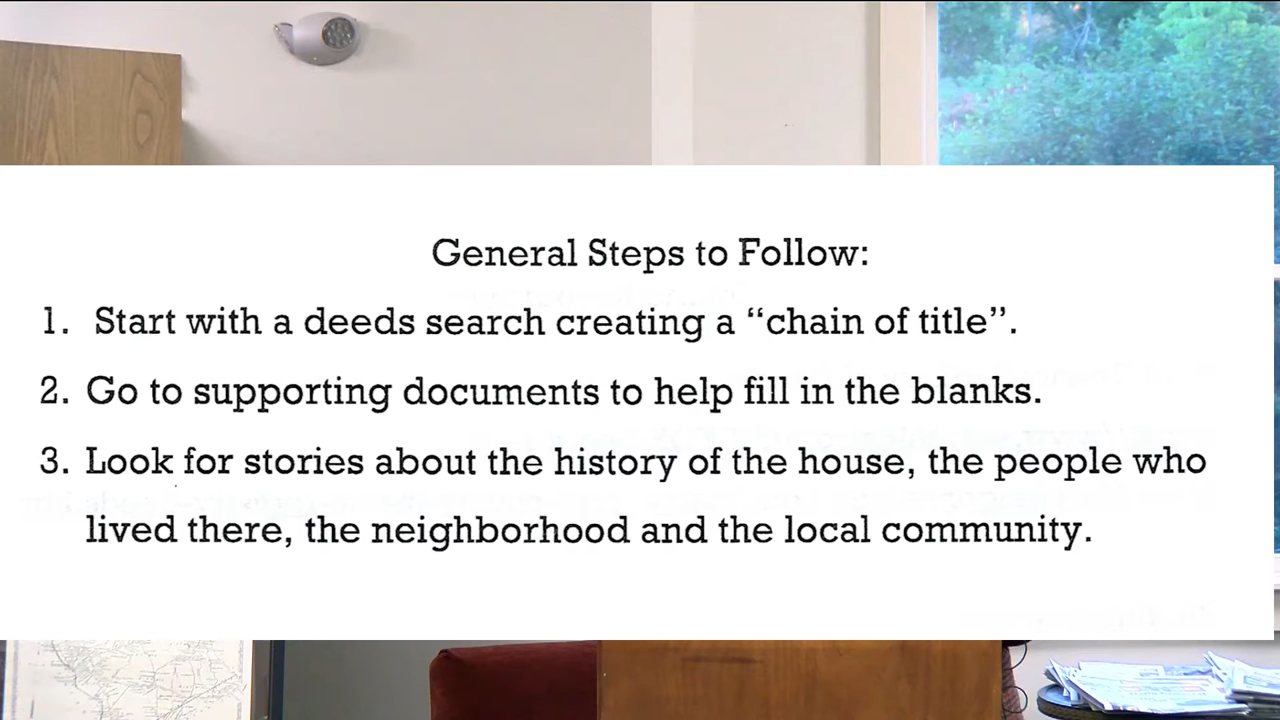 General Steps to Follow:
1. Start with a deeds search creating a “chain of title”.
2. Go to supporting documents to help fill in the blanks.
3. Look for stories about the history of the house, the people who
lived there, the neighborhood and the local community.